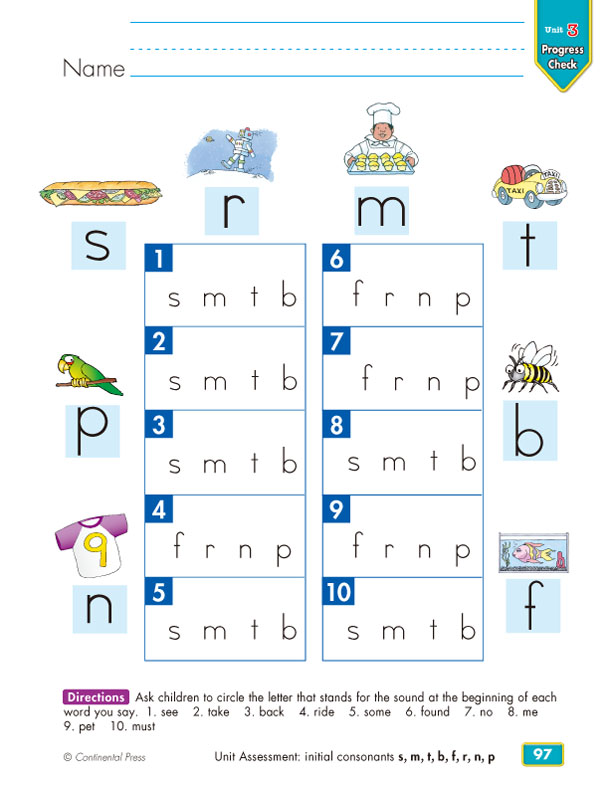 Unit 3
Progress
Check
Name
TAXI
TAXI
s
r
m
t
1
s m t b
2
s m t b
3
s m t b
4
f r n p
5
s m t b
6
f r n p
7
f r n p
8
s m t b
9
f r n p
10
s m t b
p
b
9
n
f
Directions Ask children to circle the letter that stands for the sound at the beginning of each
word you say. 1. see 2. take 3. back 4. ride 5. some 6. found 7. no 8. me
9. pet 10. must
© Continental Press
Unit Assessment: initial consonants s, m, t, b, f, r, n, p
97